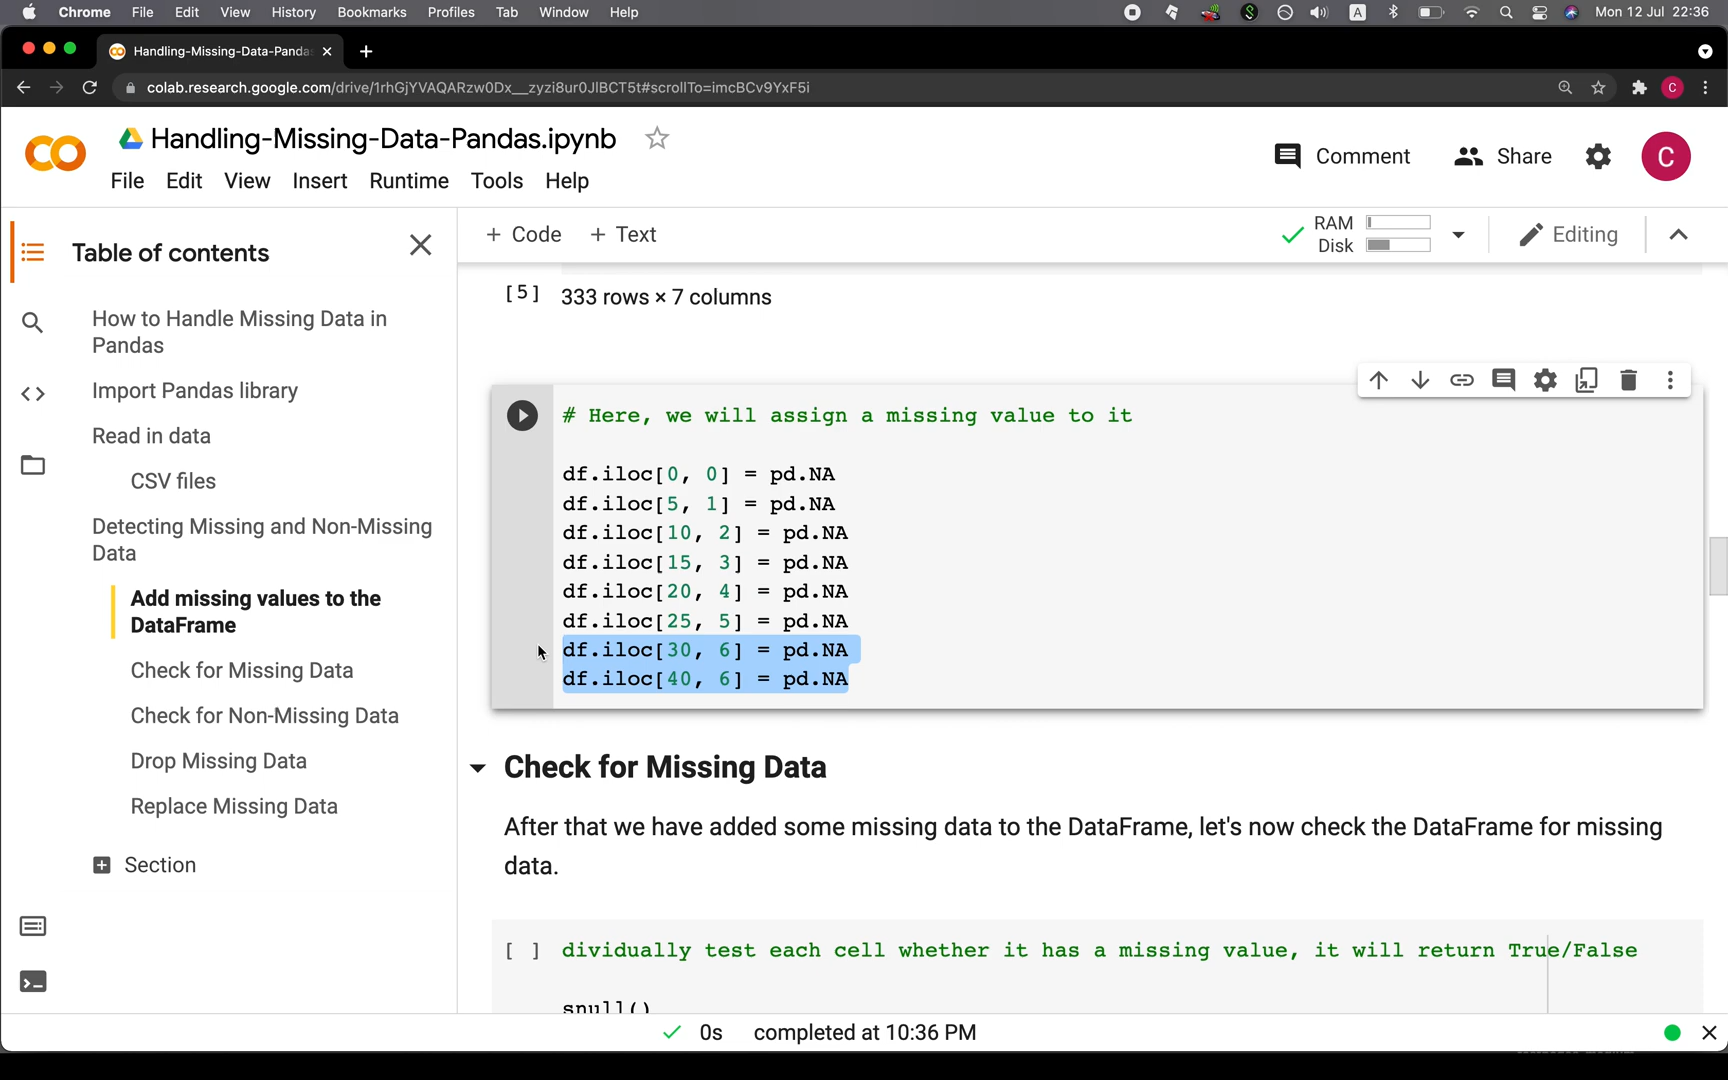 Chrome File Edit View History Bookmarks Profiles Tab Window Help A Mon 12 Jul 22:36
Handling-Missing-Data-Panda
colab.research.google.com/drive/1rhGjYVAQARzw0Dx__zyzi8ur0JlBCT5t#scrollTo=imcBCv9YxF5i C
Handling-Missing-Data-Pandas.ipynb
File Edit View Insert Runtime Tools Help
Comment Share C
Table of contents
+ Code + Text
RAM
Disk
Editing
How to Handle Missing Data in
Pandas
Import Pandas library
Read in data
CSV files
Detecting Missing and Non-Missing
Data
Add missing values to the
DataFrame
Check for Missing Data
Check for Non-Missing Data
Drop Missing Data
Replace Missing Data
Section
[5] 333 rows × 7 columns
# Here, we will assign a missing value to it
df.iloc[0, 0] = pd.NA
df.iloc[5, 1] = pd.NA
df.iloc[10, 2] = pd.NA
df.iloc[15, 3] = pd.NA
df.iloc[20, 4] = pd.NA
df.iloc[25, 5] = pd.NA
df.iloc[30, 6] = pd.NA
df.iloc[40, 6] = pd.NA
Check for Missing Data
After that we have added some missing data to the DataFrame, let's now check the DataFrame for missing
data.
[ ] dividually test each cell whether it has a missing value, it will return True/False
snull()
0s completed at 10:36 PM